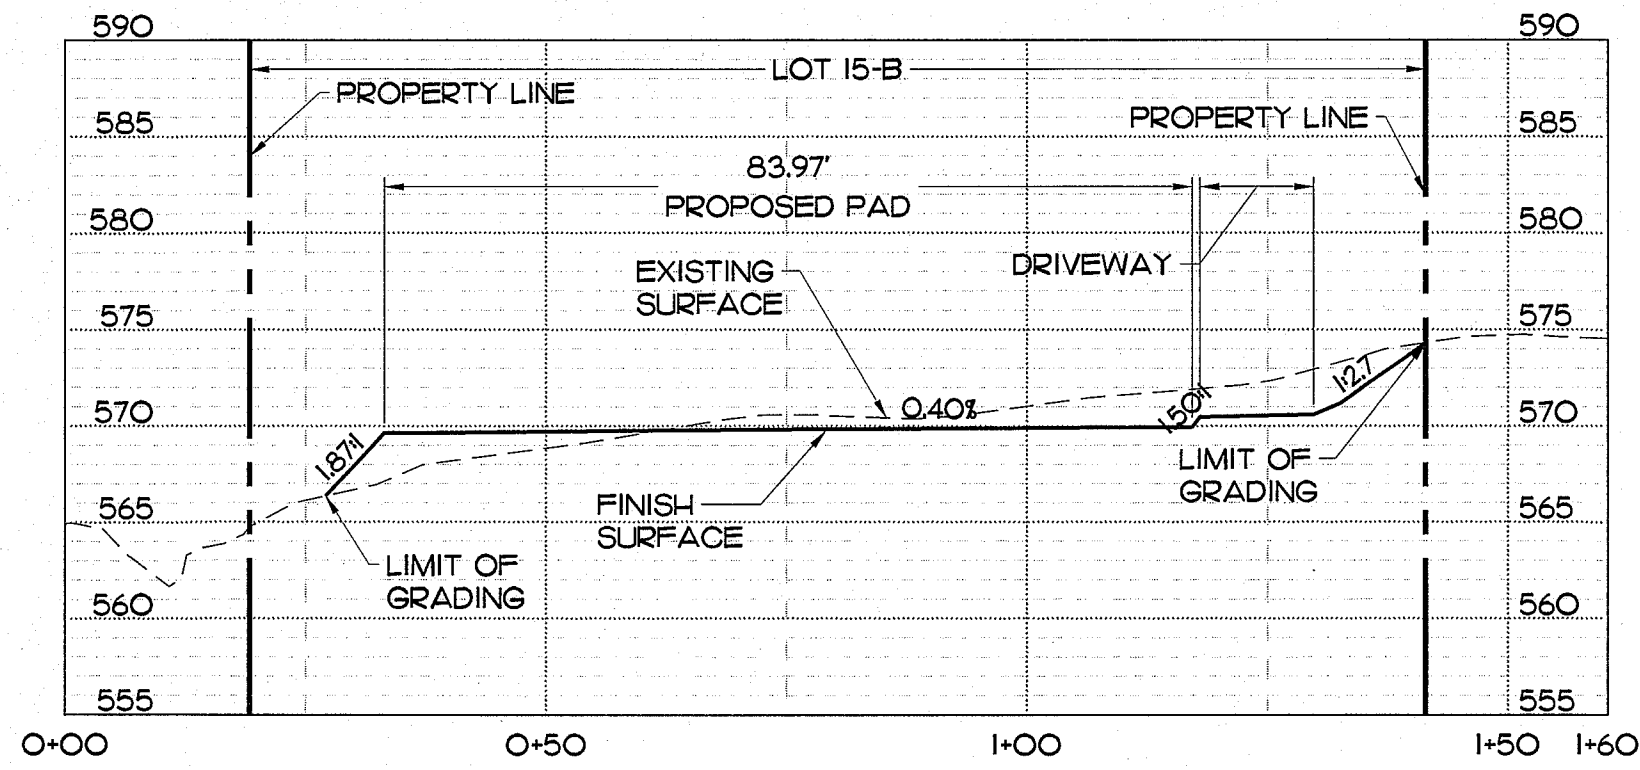 590 590
LOT 15-B
PROPERTY LINE
PROPERTY LINE
585 585
83.97'
PROPOSED PAD
580 580
DRIVEWAY
EXISTING
SURFACE
575 575
1:2.7
570 0.40% 1.50:1 570
1.87:1
LIMIT OF
GRADING
FINISH
SURFACE
565 565
LIMIT OF
GRADING
560 560
555 555
0+00 0+50 1+00 1+50 1+60